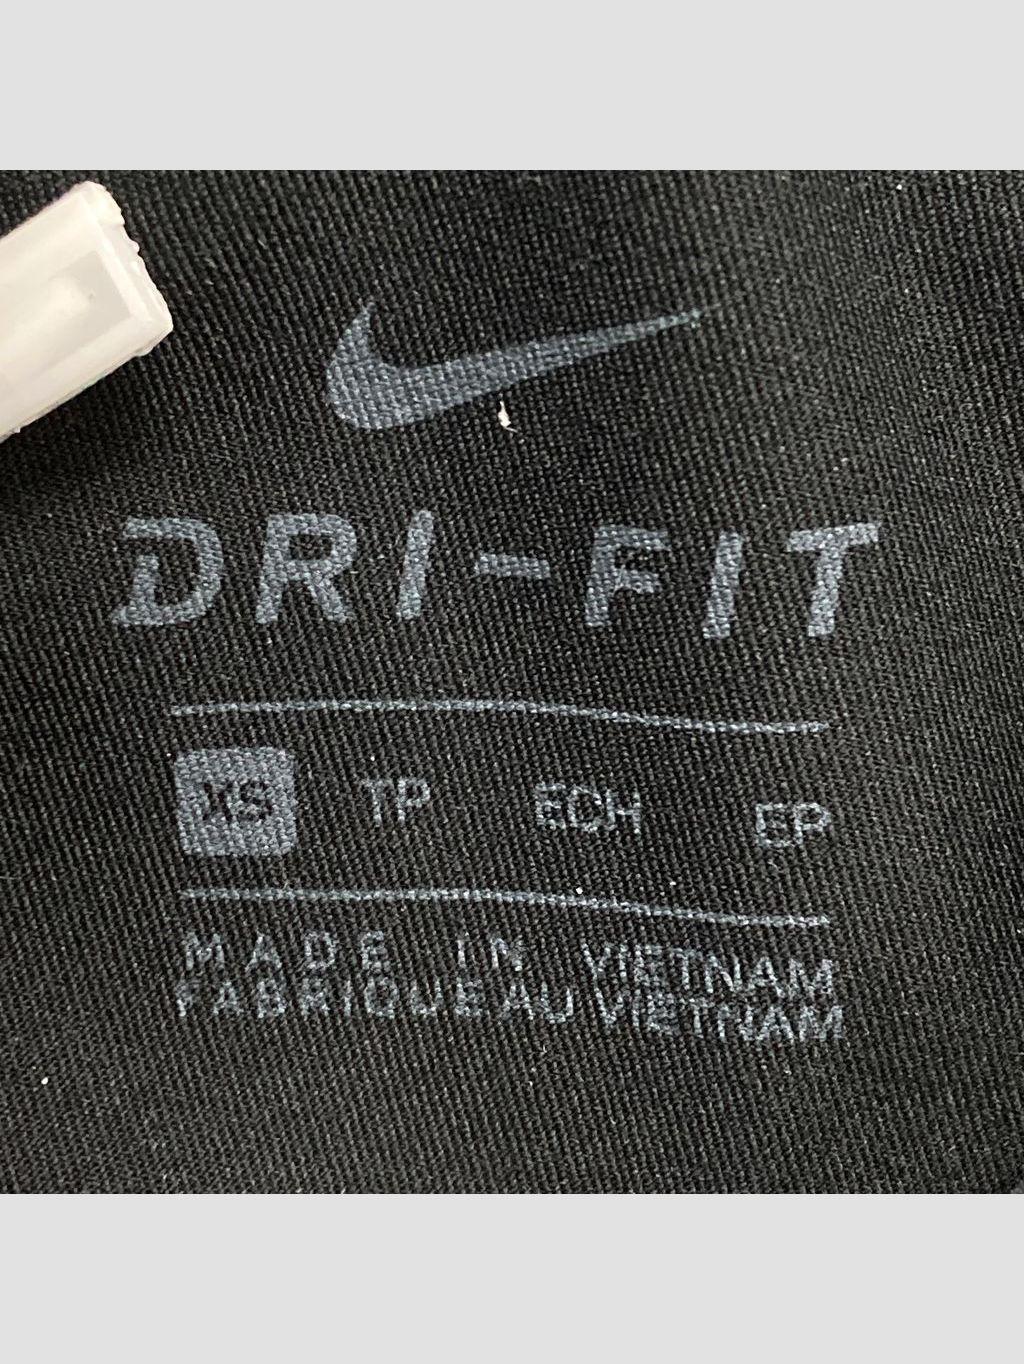 DRI-FIT
XS TP ECH EP
MADE IN VIETNAM
FABRIQUE AU VIETNAM